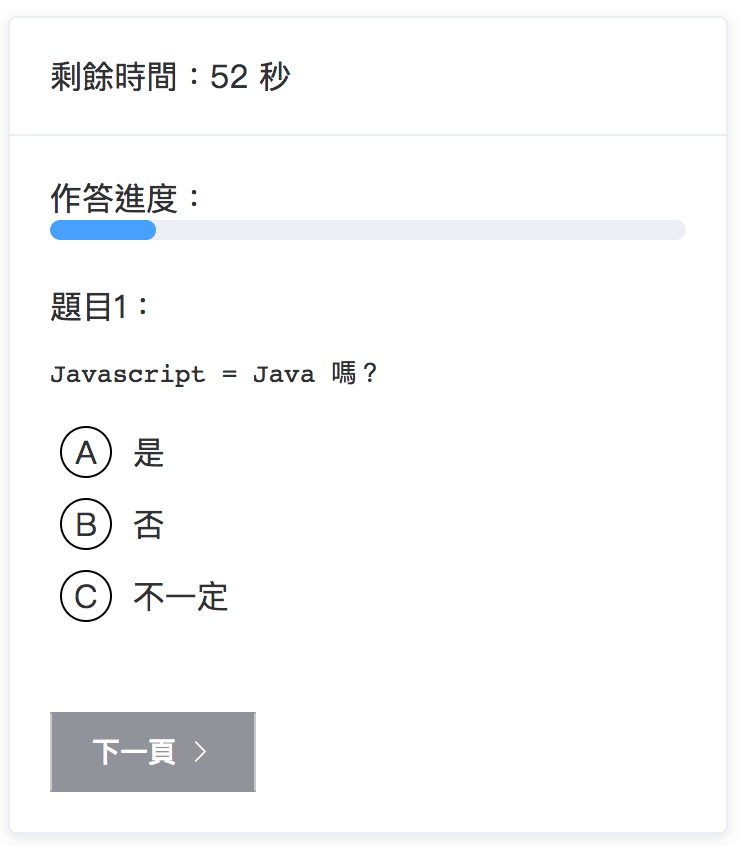 剩餘時間：52 秒
作答進度：
題目1：
Javascript = Java 嗎？
A 是
B 否
C 不一定
下一頁 >